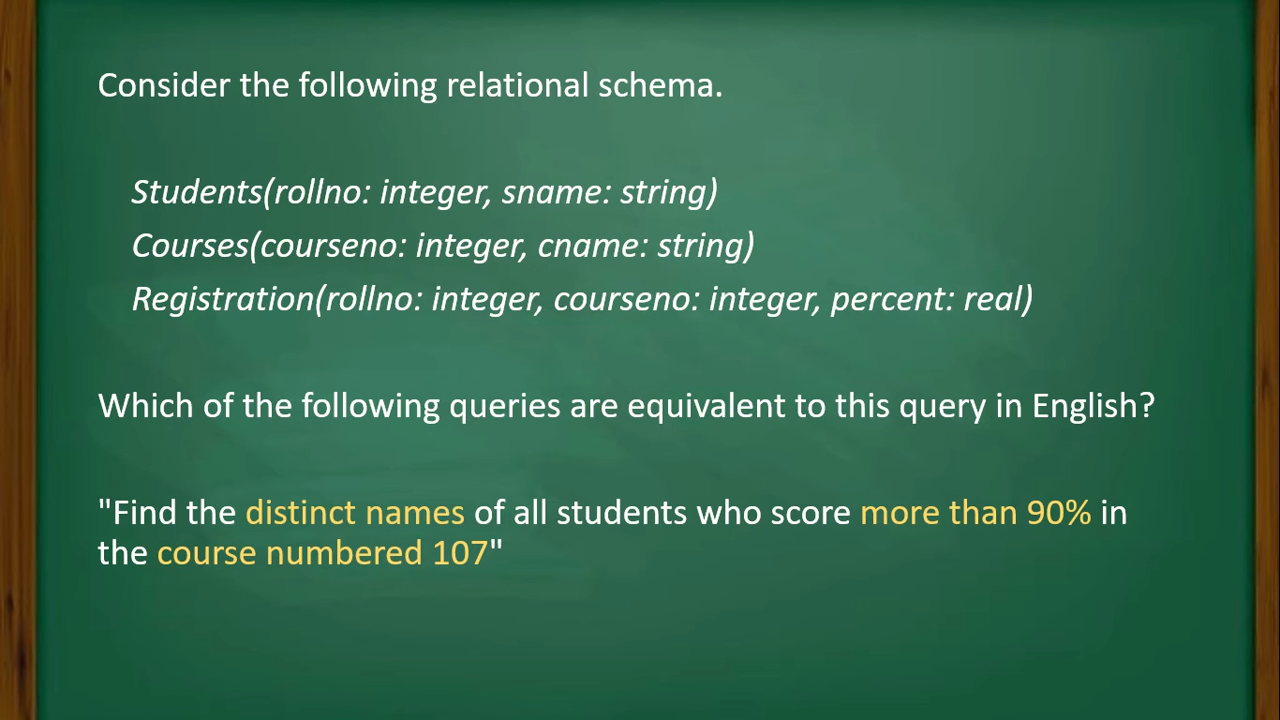 Consider the following relational schema.
Students(rollno: integer, sname: string)
Courses(courseno: integer, cname: string)
Registration(rollno: integer, courseno: integer, percent: real)
Which of the following queries are equivalent to this query in English?
"Find the distinct names of all students who score more than 90% in
the course numbered 107"